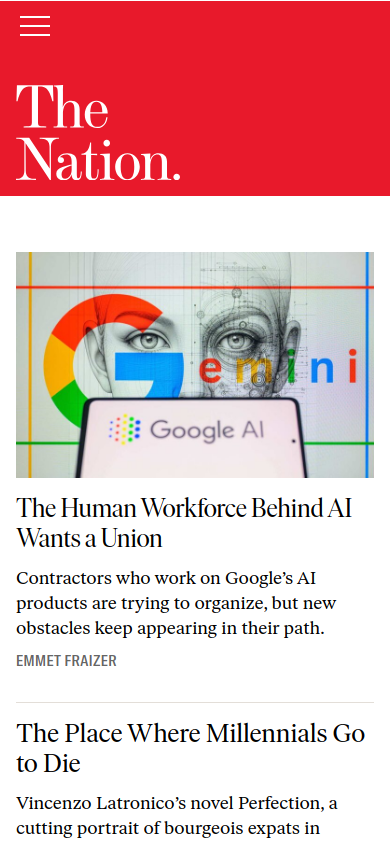 The
Nation.
Gemini
Google AI
The Human Workforce Behind AI
Wants a Union
Contractors who work on Google’s AI
products are trying to organize, but new
obstacles keep appearing in their path.
EMMET FRAIZER
The Place Where Millennials Go
to Die
Vincenzo Latronico’s novel Perfection, a
cutting portrait of bourgeois expats in